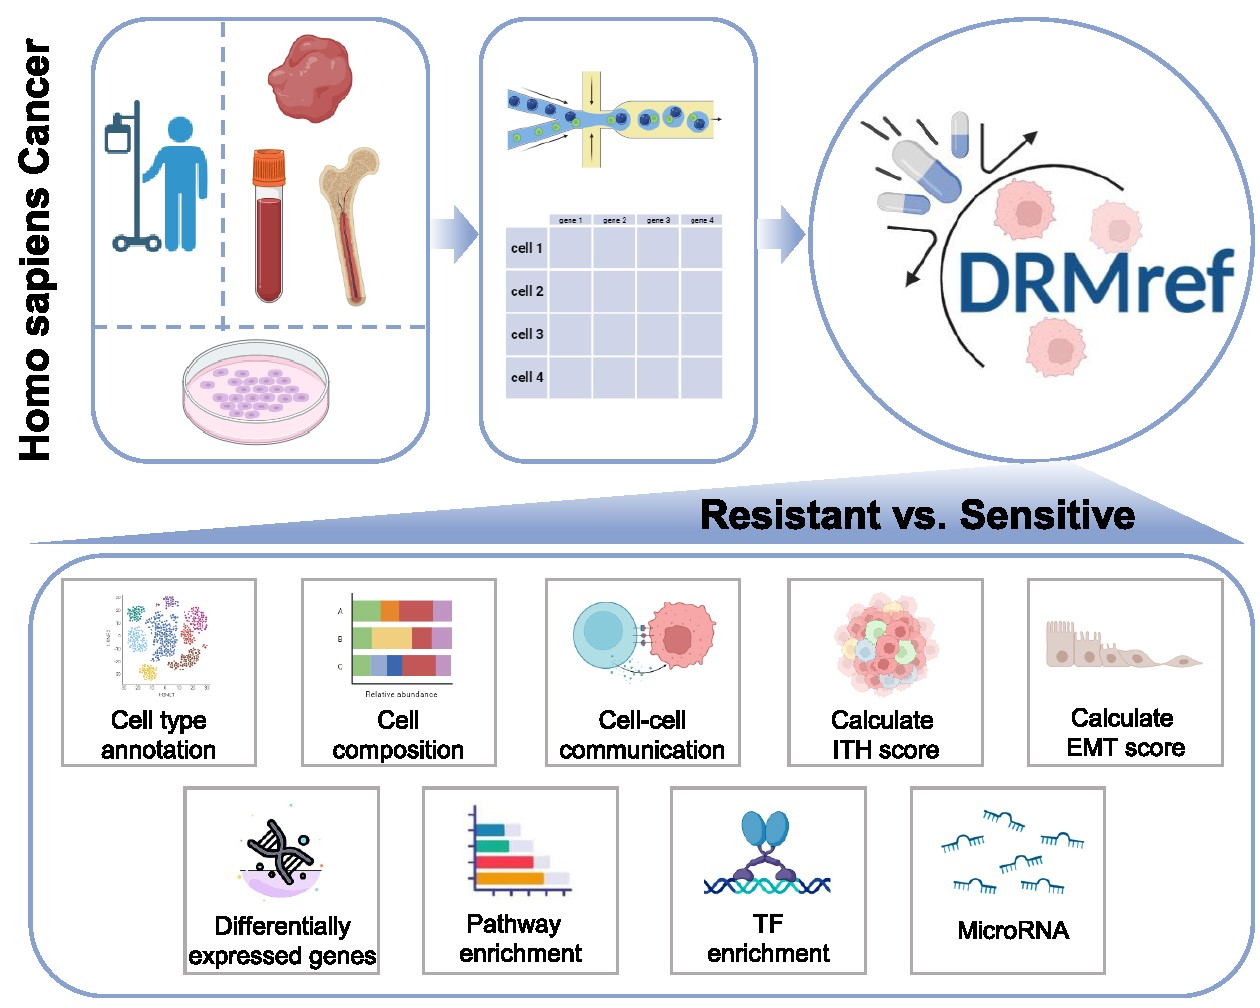 Homo sapiens Cancer
gene 1 gene 2 gene 3 gene 4
cell 1
cell 2
cell 3
cell 4
DRMref
Resistant vs. Sensitive
Cell type
annotation
A
B
C
Relative abundance
Cell
composition
Cell-cell
communication
Calculate
ITH score
Calculate
EMT score
Differentially
expressed genes
Pathway
enrichment
TF
enrichment
MicroRNA